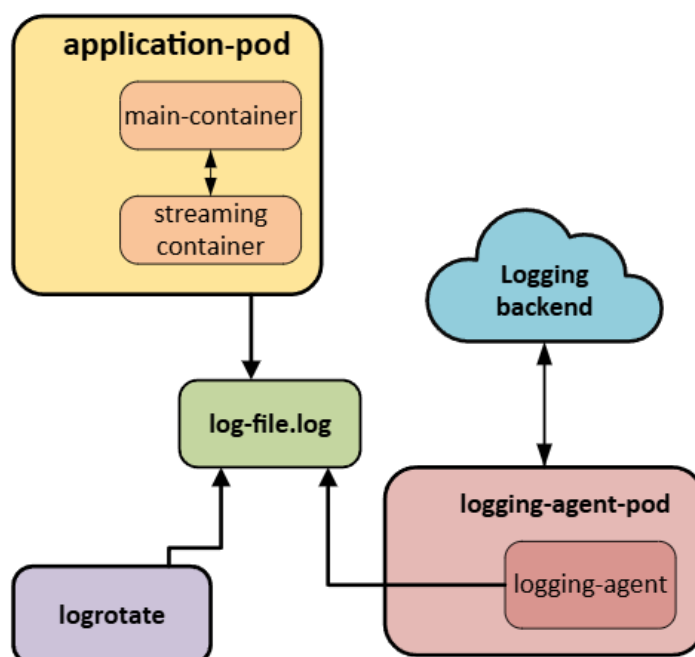 application-pod
main-container
streaming
container
Logging
backend
log-file.log
logging-agent-pod
logging-agent
logrotate